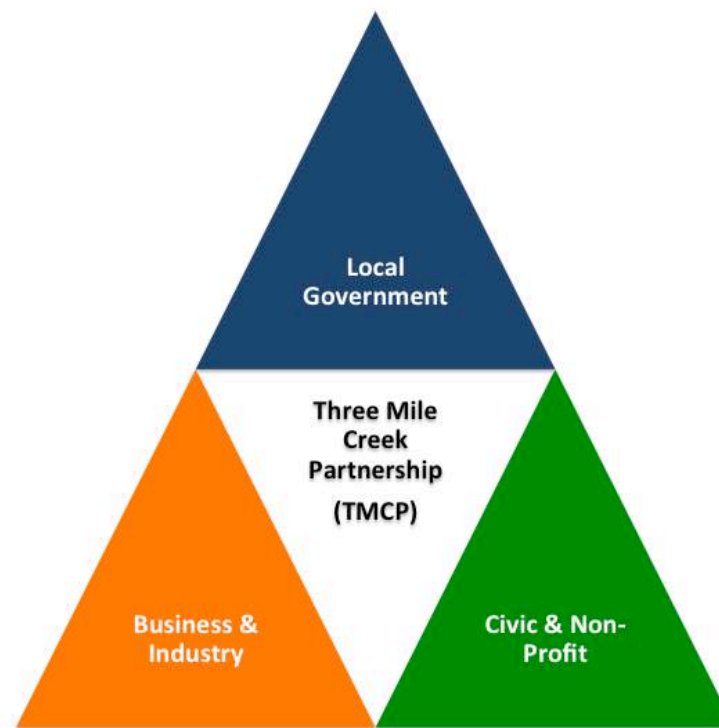 Local
Government
Three Mile
Creek
Partnership
(TMCP)
Business &
Industry
Civic & Non-
Profit